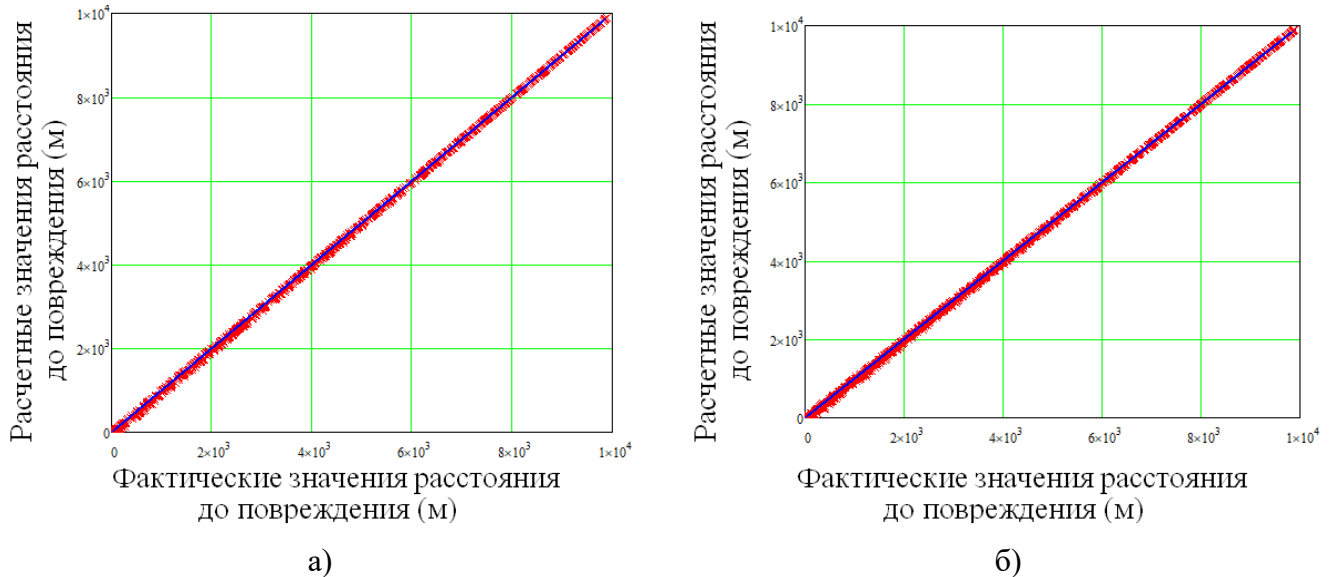 Расчетные значения расстояния
до повреждения (м)
1×10⁴
8×10³
6×10³
4×10³
2×10³
0
0
2×10³
4×10³
6×10³
8×10³
1×10⁴
Фактические значения расстояния
до повреждения (м)
а)
Расчетные значения расстояния
до повреждения (м)
1×10⁴
8×10³
6×10³
4×10³
2×10³
0
0
2×10³
4×10³
6×10³
8×10³
1×10⁴
Фактические значения расстояния
до повреждения (м)
б)